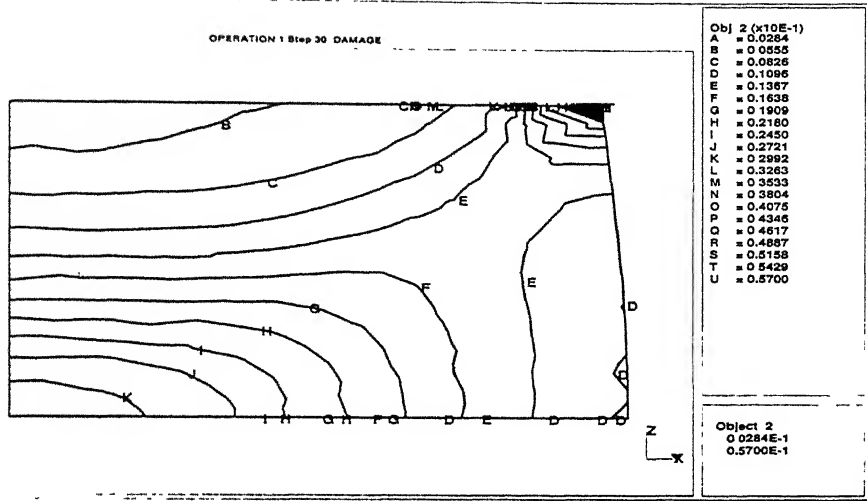 OPERATION 1 Step 30 DAMAGE
Obj 2 (x10E-1)
A = 0.0284
B = 0.0555
C = 0.0826
D = 0.1096
E = 0.1367
F = 0.1638
G = 0.1909
H = 0.2180
I = 0.2450
J = 0.2721
K = 0.2992
L = 0.3263
M = 0.3533
N = 0.3804
O = 0.4075
P = 0.4346
Q = 0.4617
R = 0.4887
S = 0.5158
T = 0.5429
U = 0.5700
B
C
D
E
F
E
G
D
H
I
J
D
K
I H G H F G D E D D D
Z
X
Object 2
0.0284E-1
0.5700E-1